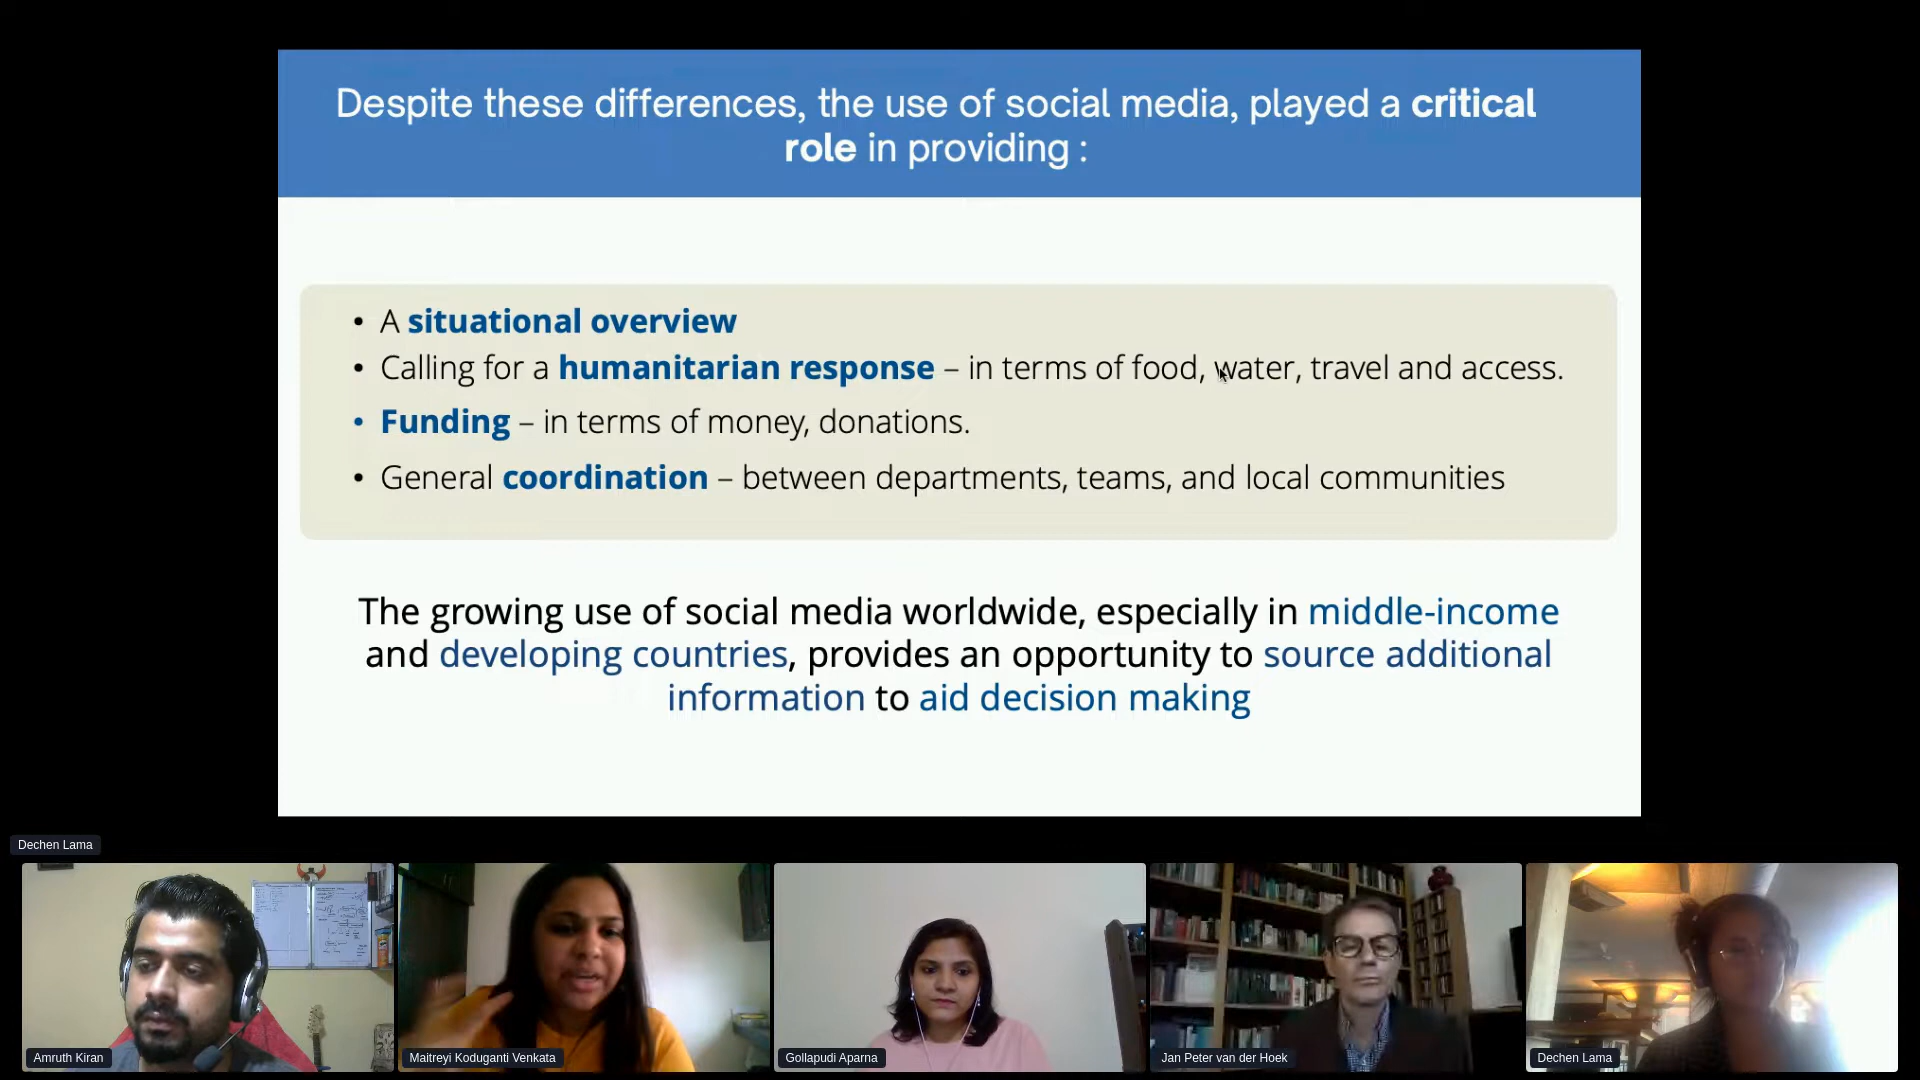 Despite these differences, the use of social media, played a critical
role in providing :
• A situational overview
• Calling for a humanitarian response – in terms of food, water, travel and access.
• Funding – in terms of money, donations.
• General coordination – between departments, teams, and local communities
The growing use of social media worldwide, especially in middle-income
and developing countries, provides an opportunity to source additional
information to aid decision making
Dechen Lama
Amruth Kiran
Maitreyi Koduganti Venkata
Gollapudi Aparna
Jan Peter van der Hoek
Dechen Lama